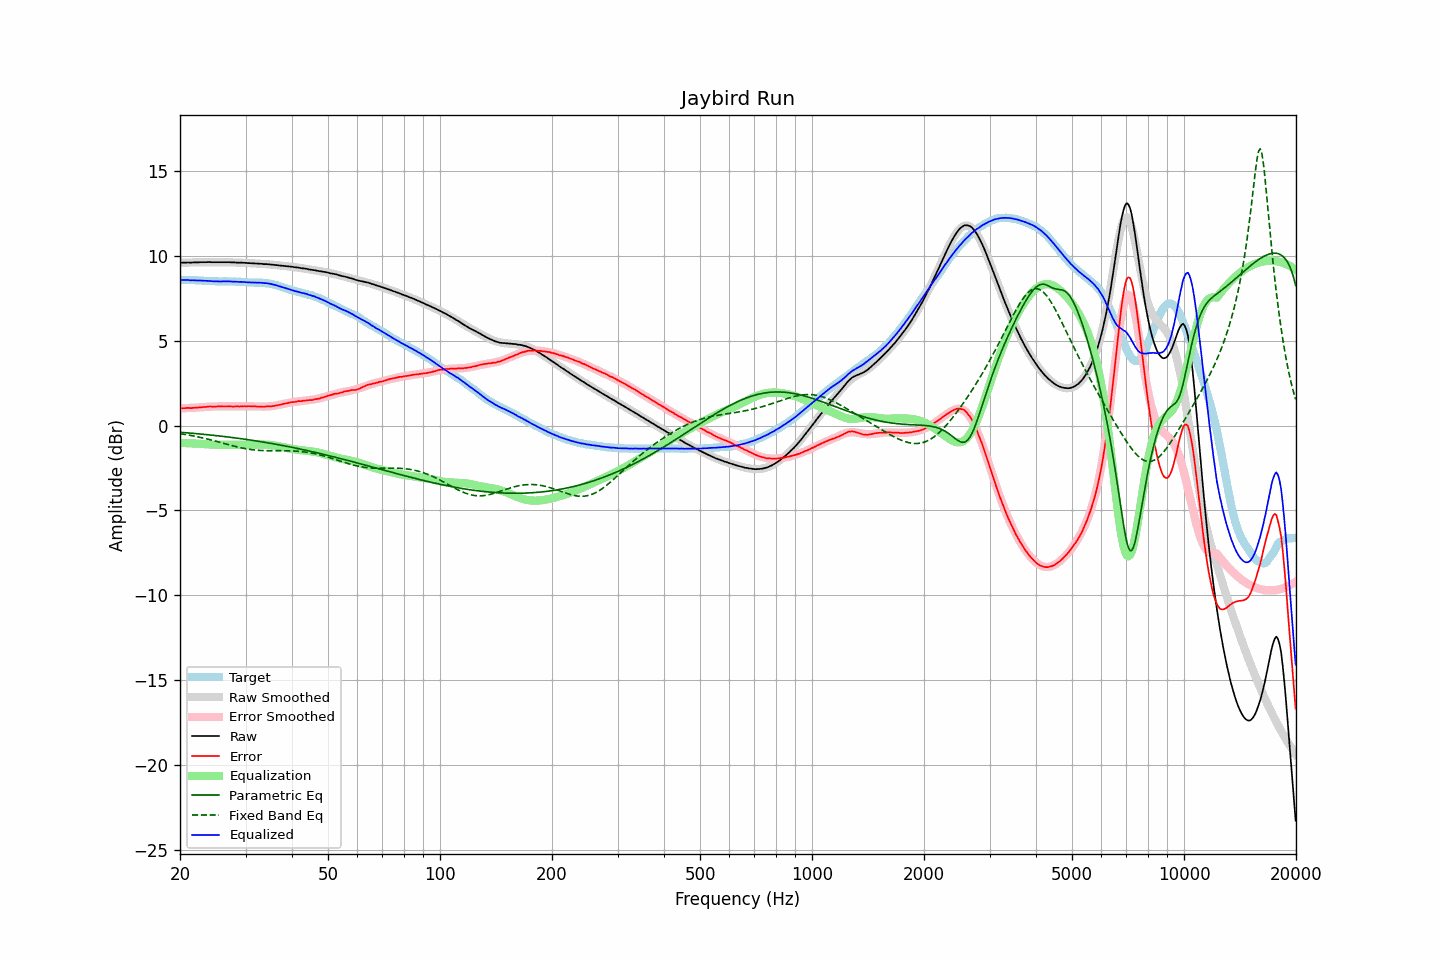 Jaybird Run
15
10
5
0
−5
−10
−15
−20
−25
Amplitude (dBr)
Target
Raw Smoothed
Error Smoothed
Raw
Error
Equalization
Parametric Eq
Fixed Band Eq
Equalized
20 50 100 200 500 1000 2000 5000 10000 20000
Frequency (Hz)